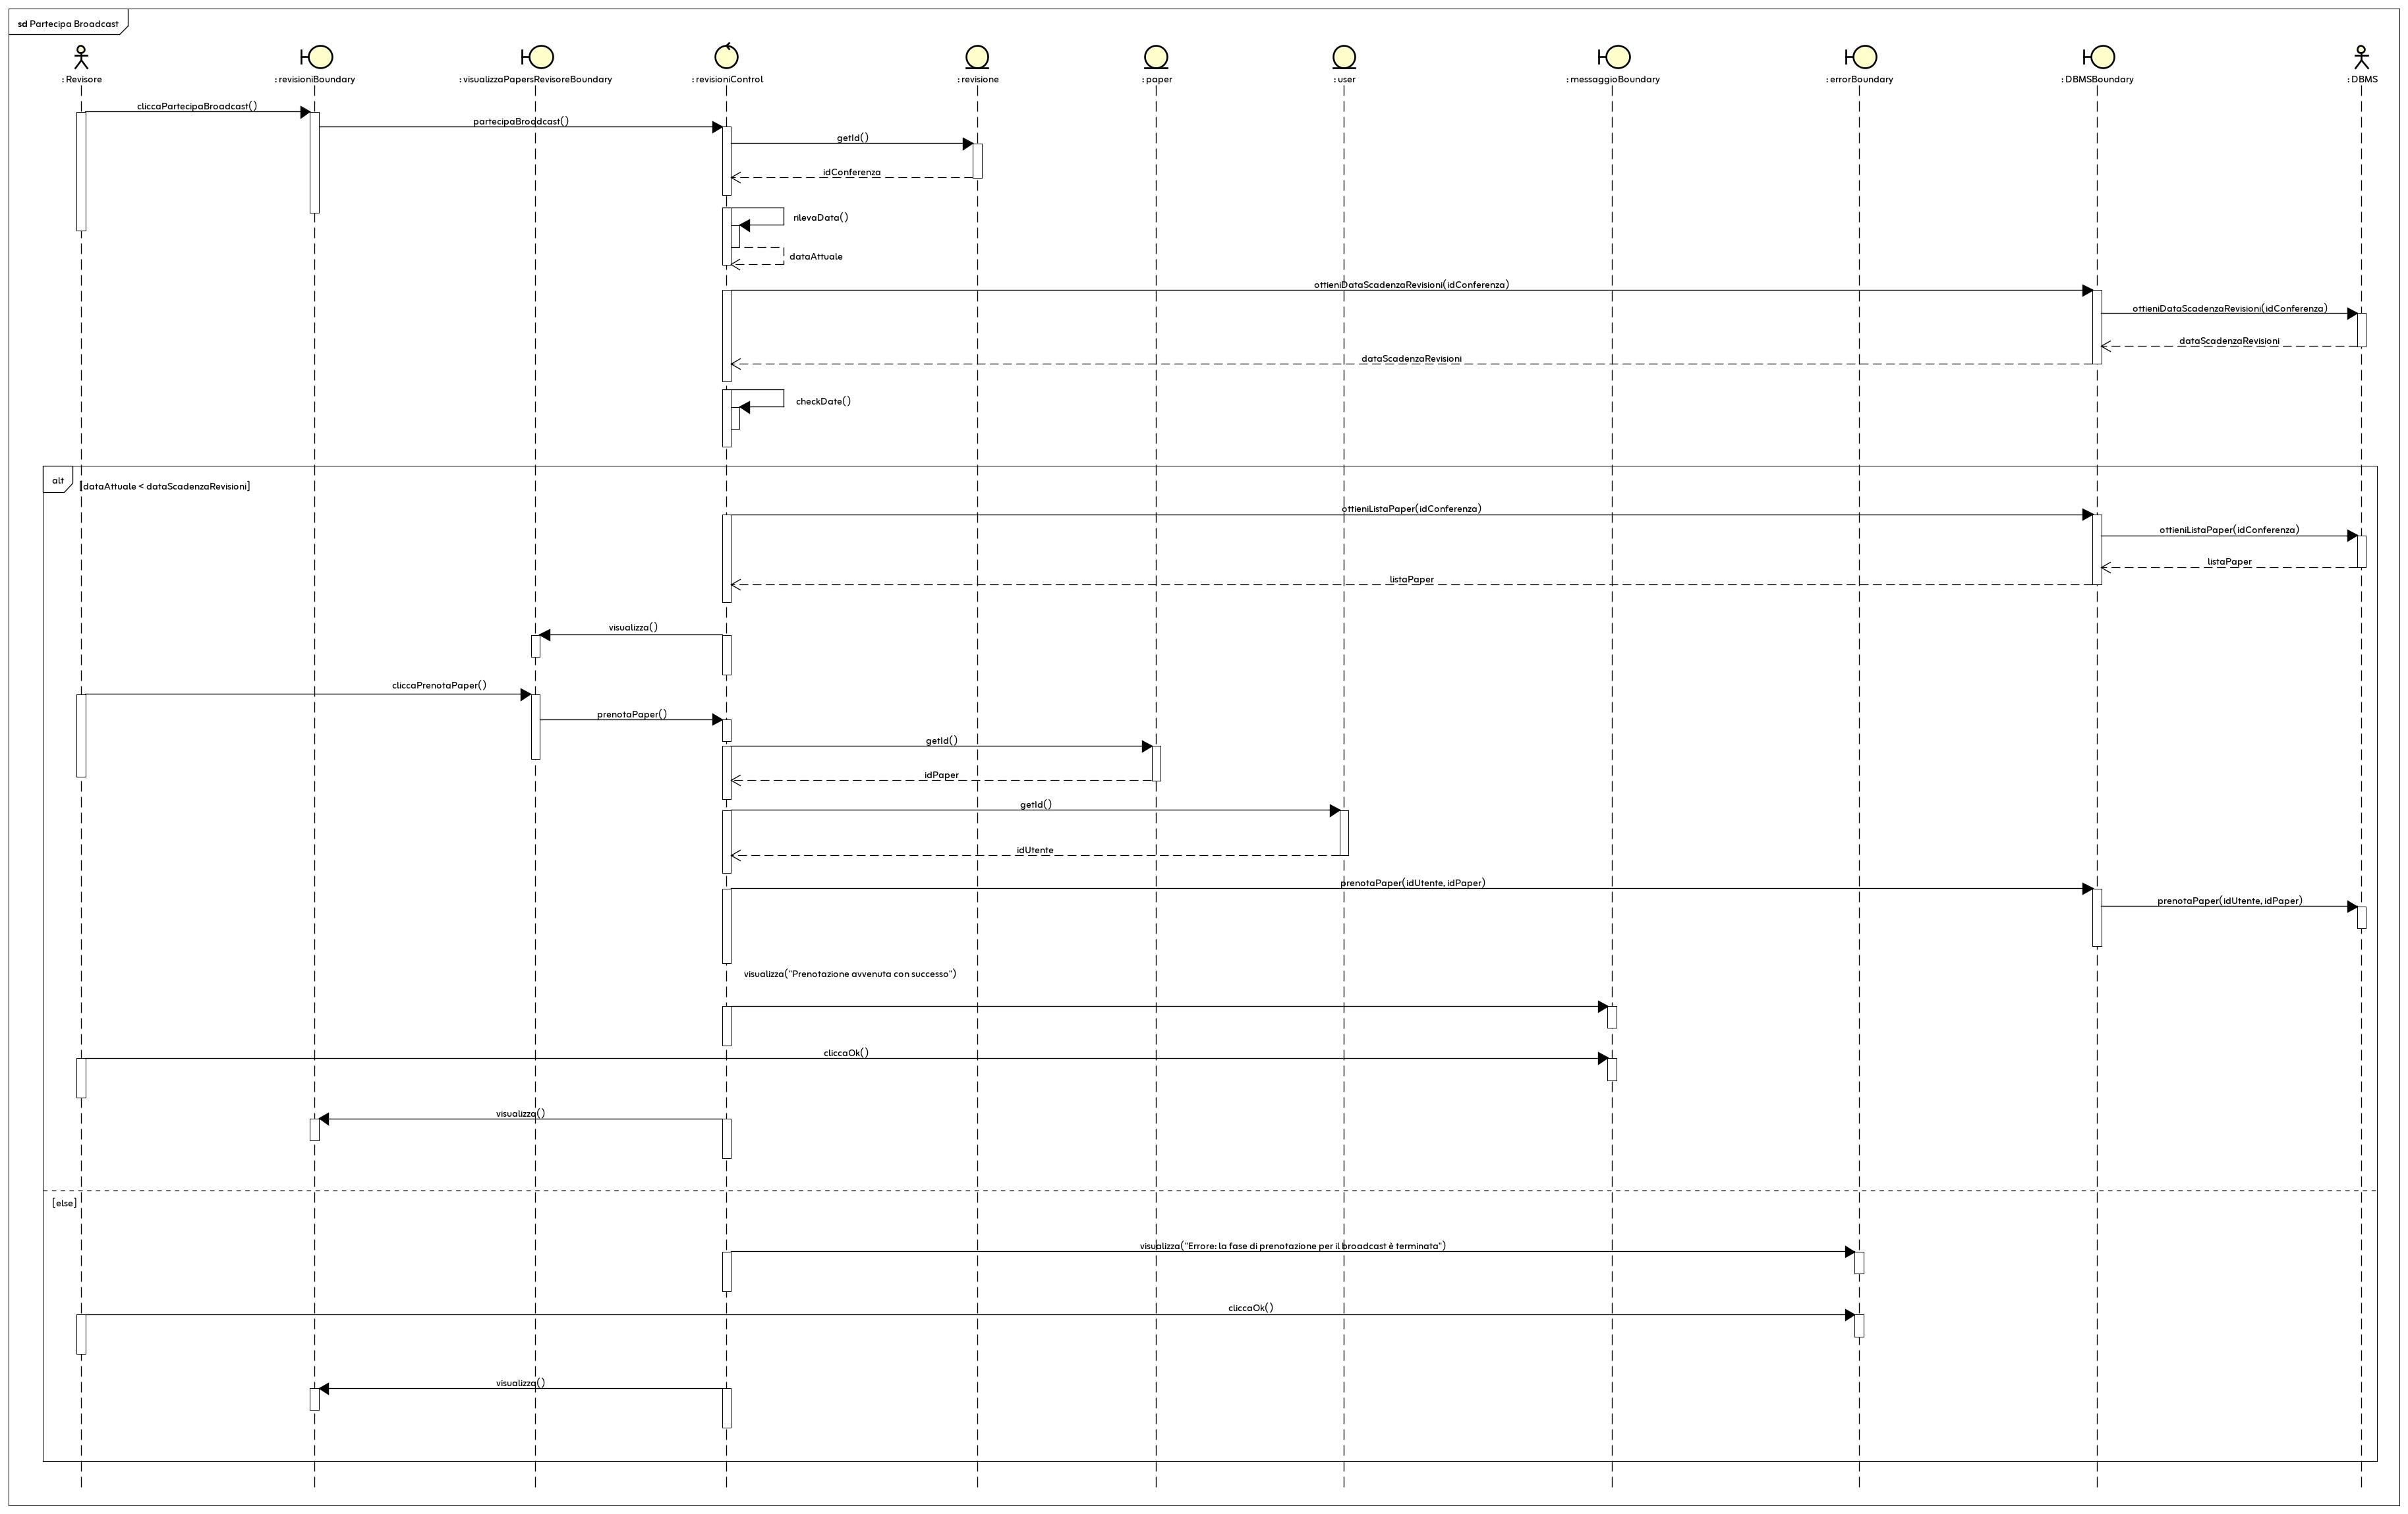 sd Partecipa Broadcast
: Revisore
: revisioniBoundary
: visualizzaPapersRevisoreBoundary
: revisioniControl
: revisione
: paper
: user
: messaggioBoundary
: errorBoundary
: DBMSBoundary
: DBMS
cliccaPartecipaBroadcast()
partecipaBroadcast()
getId()
idConferenza
rilevaData()
dataAttuale
ottieniDataScadenzaRevisioni(idConferenza)
ottieniDataScadenzaRevisioni(idConferenza)
dataScadenzaRevisioni
dataScadenzaRevisioni
checkDate()
alt
[dataAttuale < dataScadenzaRevisioni]
ottieniListaPaper(idConferenza)
ottieniListaPaper(idConferenza)
listaPaper
listaPaper
visualizza()
cliccaPrenotaPaper()
prenotaPaper()
getId()
idPaper
getId()
idUtente
prenotaPaper(idUtente, idPaper)
prenotaPaper(idUtente, idPaper)
visualizza("Prenotazione avvenuta con successo")
cliccaOk()
visualizza()
[else]
visualizza("Errore: la fase di prenotazione per il broadcast è terminata")
cliccaOk()
visualizza()